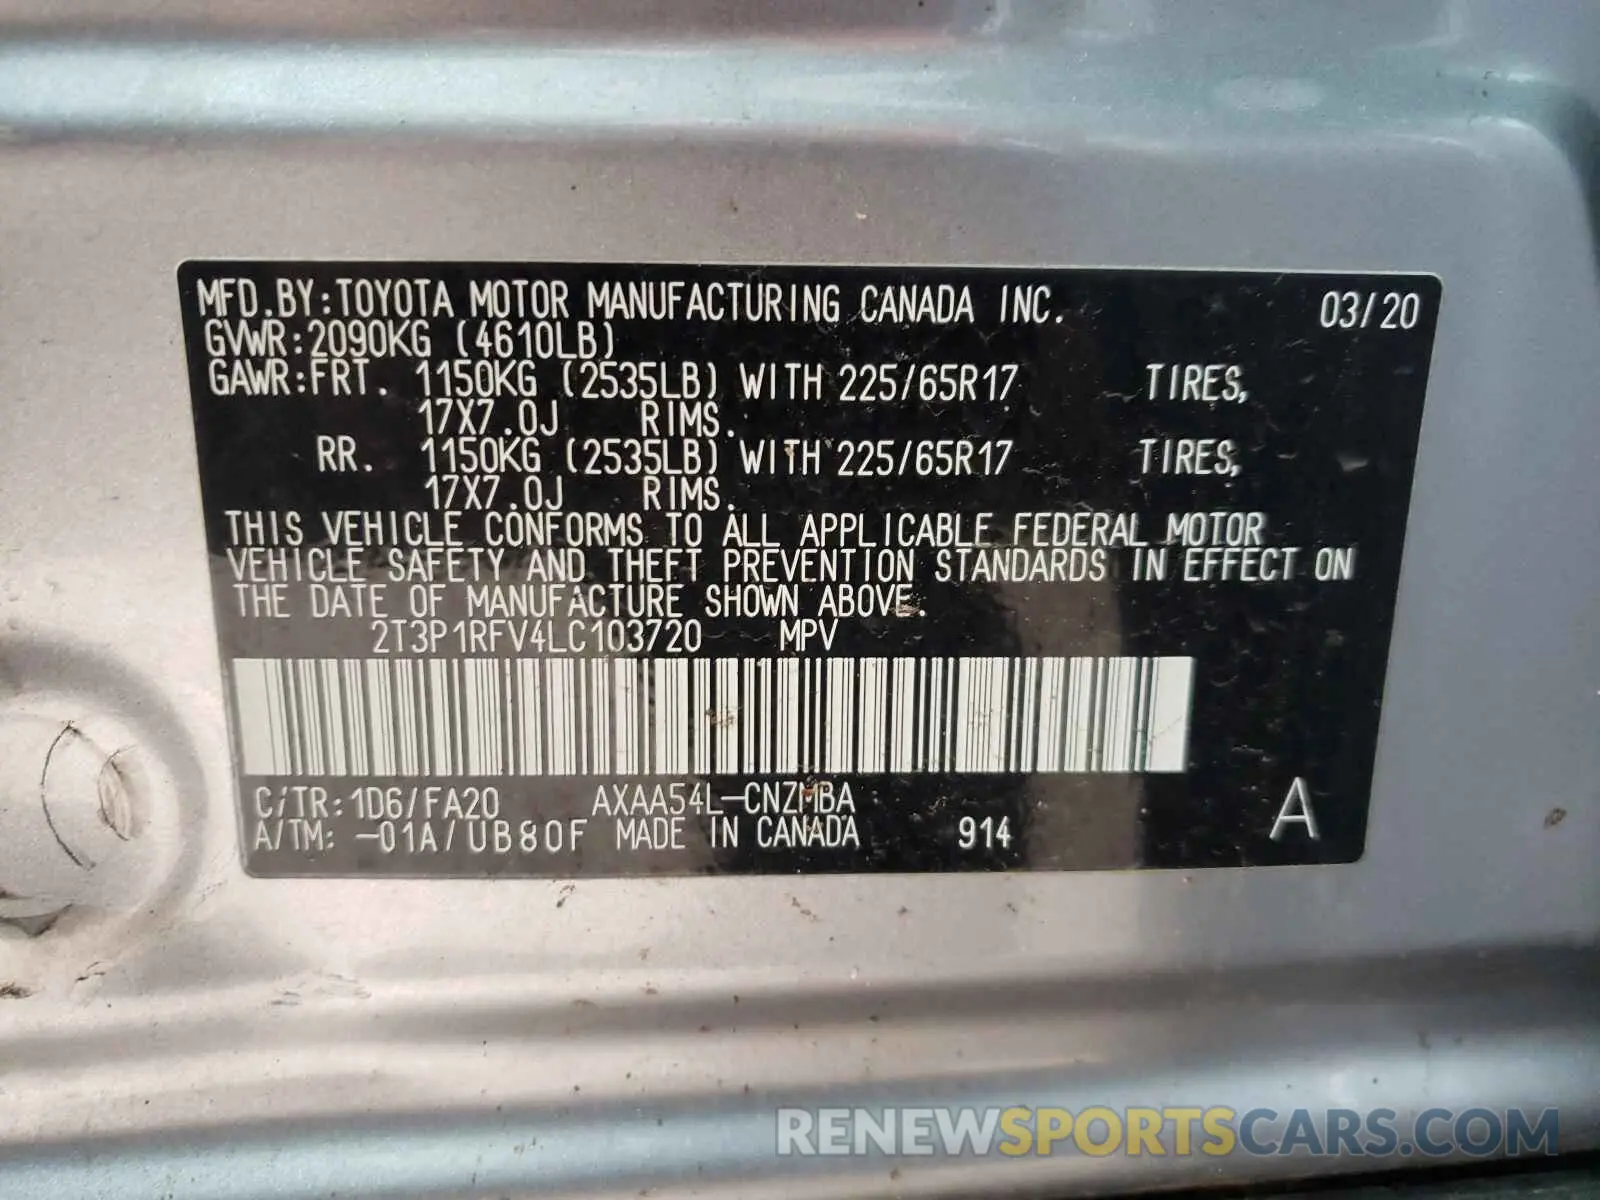 MFD.BY:TOYOTA MOTOR MANUFACTURING CANADA INC. 03/20
GVWR:2090KG (4610LB)
GAWR:FRT. 1150KG (2535LB) WITH 225/65R17 TIRES,
17X7.0J RIMS.
RR. 1150KG (2535LB) WITH 225/65R17 TIRES,
17X7.0J RIMS.
THIS VEHICLE CONFORMS TO ALL APPLICABLE FEDERAL MOTOR
VEHICLE SAFETY AND THEFT PREVENTION STANDARDS IN EFFECT ON
THE DATE OF MANUFACTURE SHOWN ABOVE.
2T3P1RFV4LC103720 MPV
C/TR:1D6/FA20 AXAA54L-CNZMBA
A/TM: -01A/UB80F MADE IN CANADA 914 A
RENEWSPORTSCARS.COM